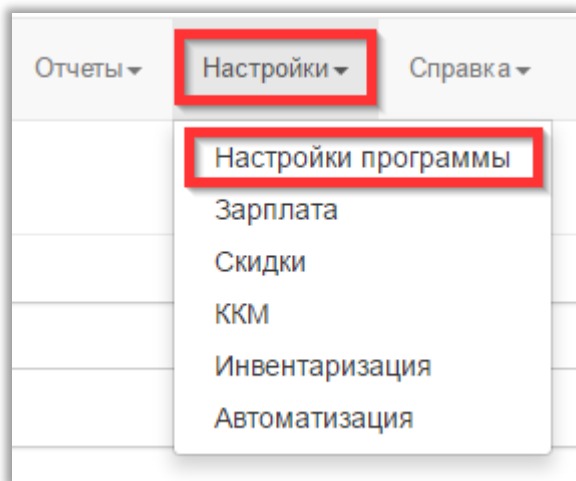 Отчеты Настройки Справка
Настройки программы
Зарплата
Скидки
ККМ
Инвентаризация
Автоматизация